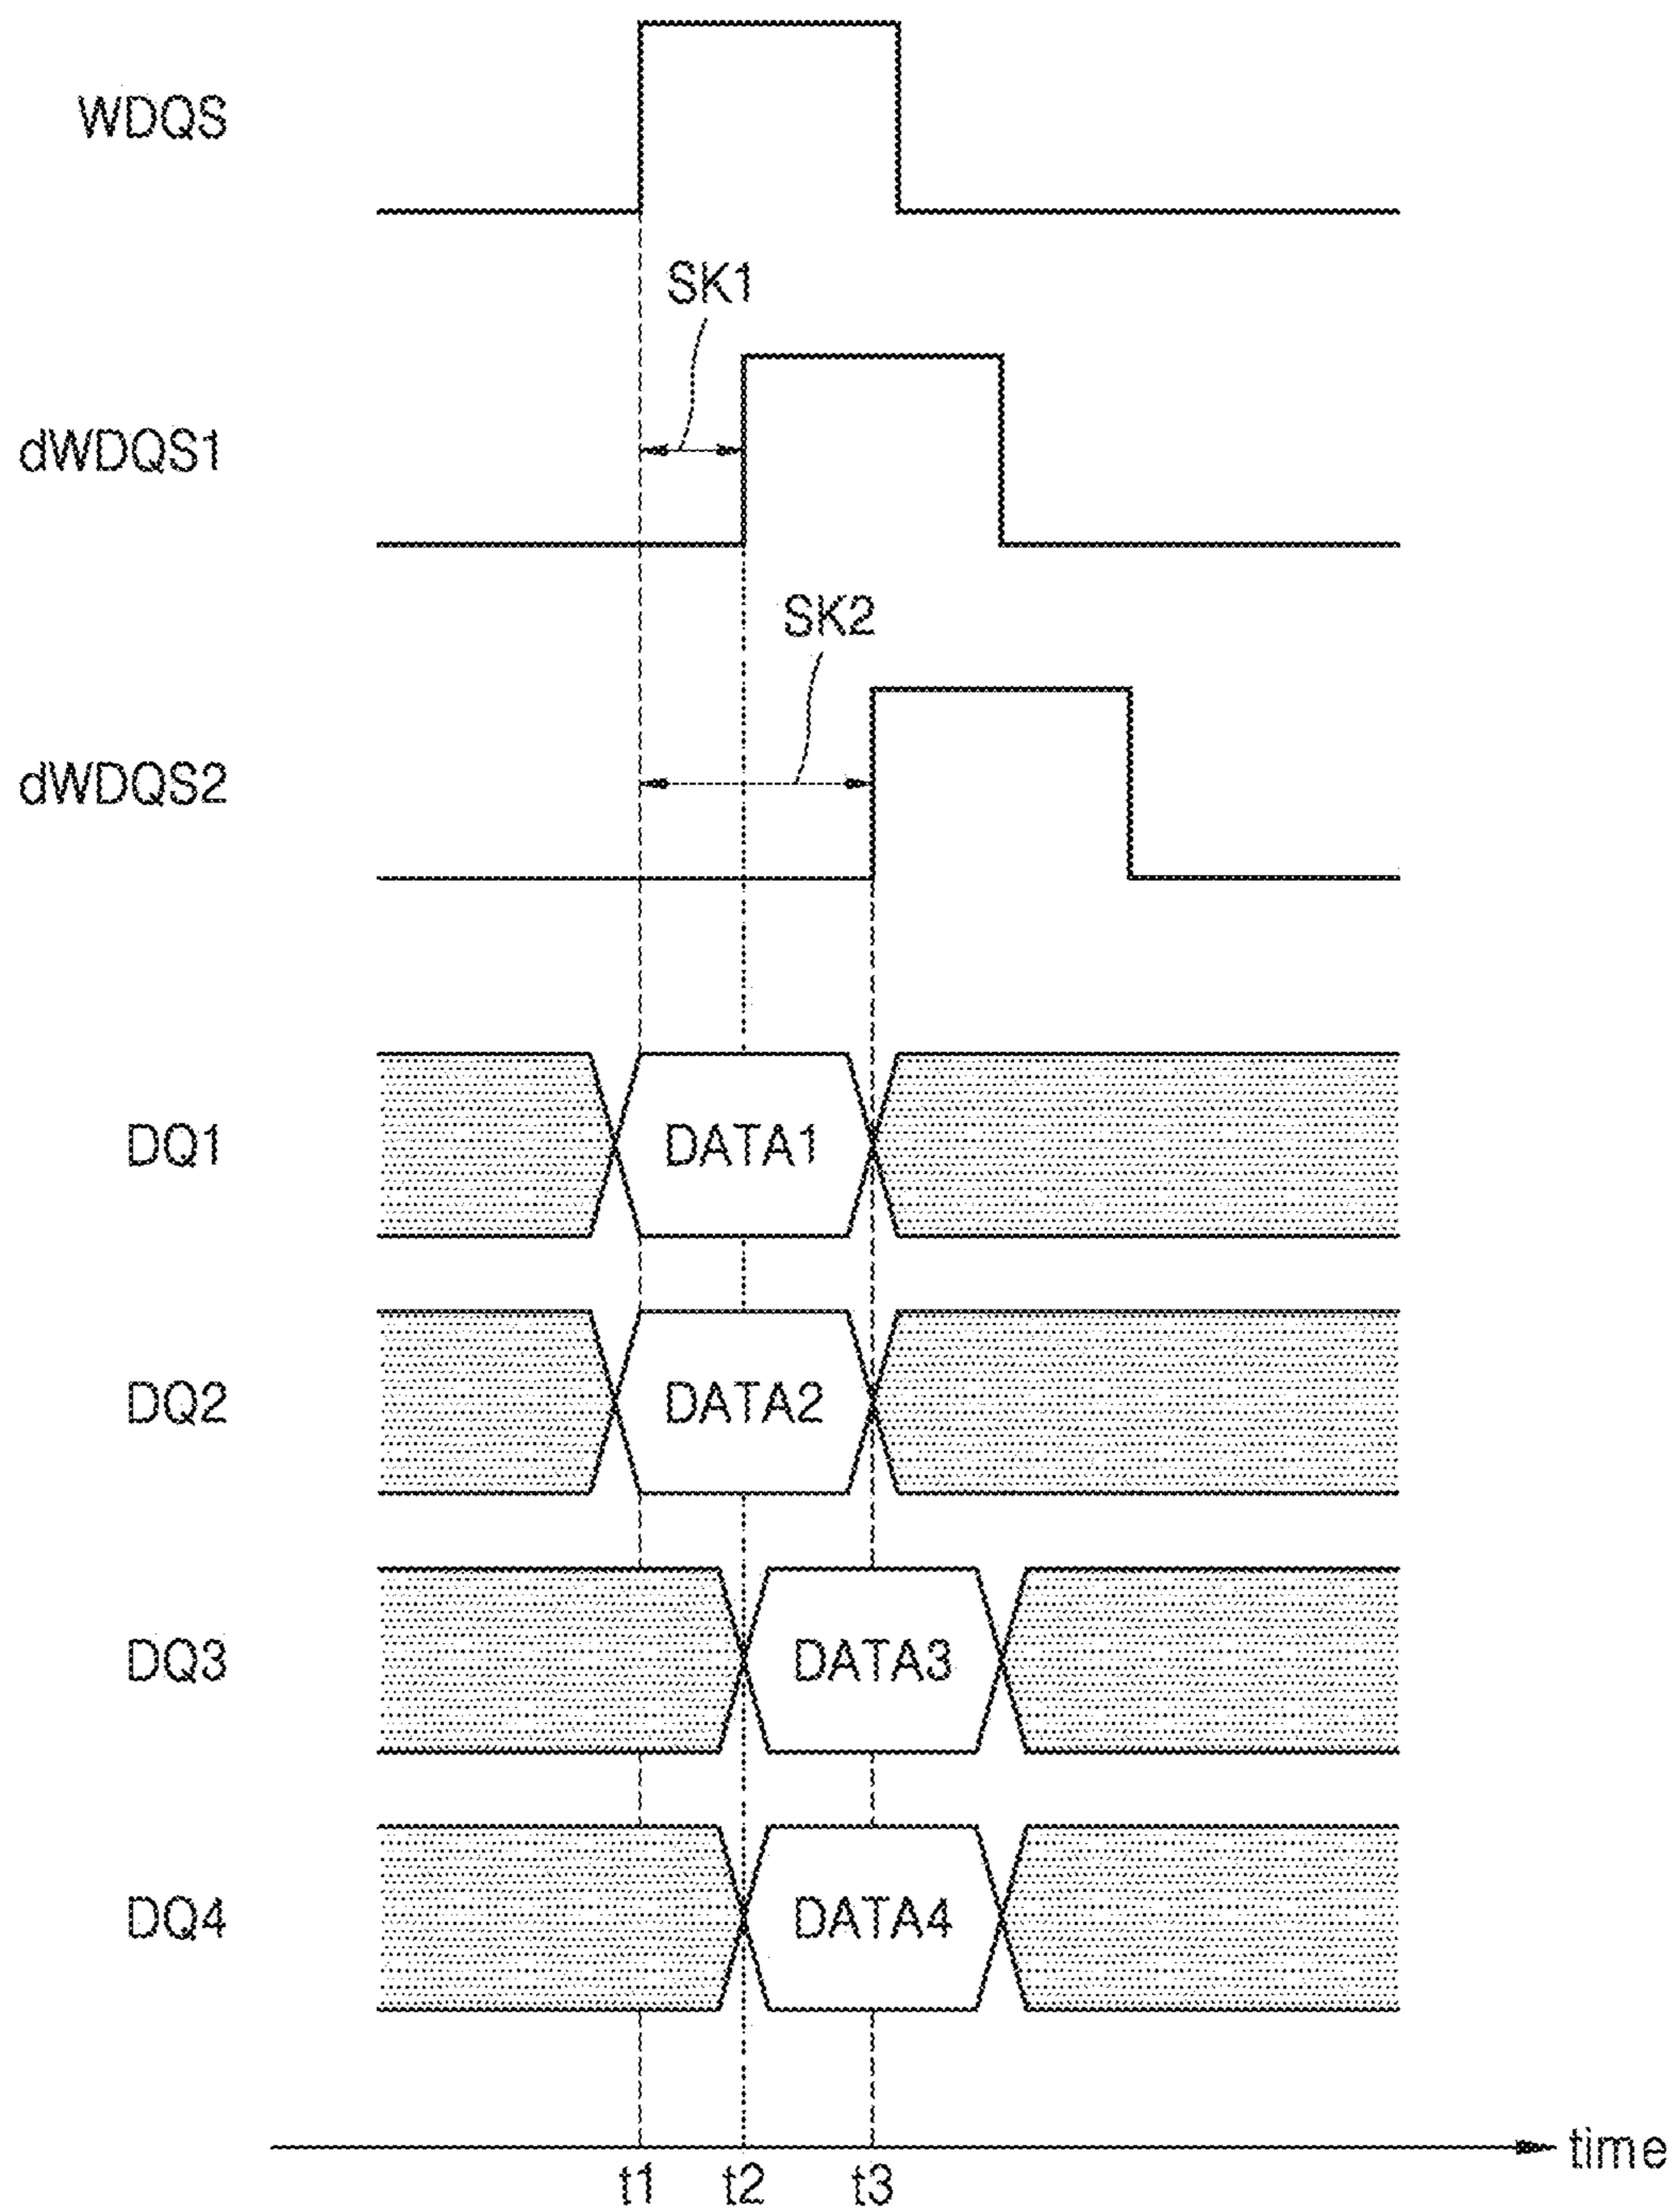 WDQS
SK1
dWDQS1
SK2
dWDQS2
DQ1 DATA1
DQ2 DATA2
DQ3 DATA3
DQ4 DATA4
time
t1 t2 t3